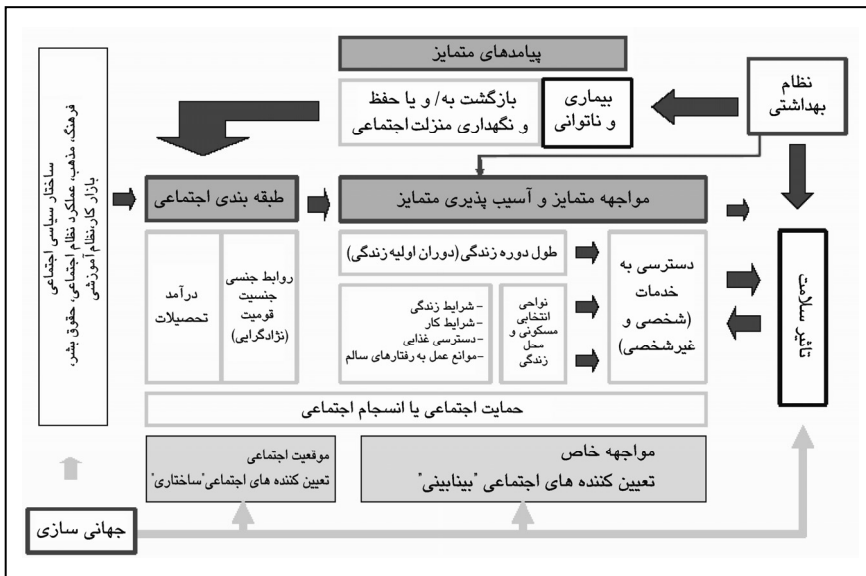 پیامدهای متمایز
نظام
بهداشتی
بیماری
و ناتوانی
بازگشت به/ و یا حفظ
و نگهداری منزلت اجتماعی
ساختار سیاسی اجتماعی
فرهنگ، مذهب، عملکرد نظام اجتماعی، حقوق بشر،
بازار کار،نظام آموزشی
طبقه بندی اجتماعی
مواجهه متمایز و آسیب پذیری متمایز
درآمد
تحصیلات
روابط جنسی
جنسیت
قومیت
(نژادگرایی)
طول دوره زندگی(دوران اولیه زندگی)
– شرایط زندگی
– شرایط کار
– دسترسی غذایی
–موانع عمل به رفتارهای سالم
نواحی
انتخابی
مسکونی و
محل
زندگی
دسترسی به
خدمات
(شخصی و
غیرشخصی)
تاثیر سلامت
حمایت اجتماعی یا انسجام اجتماعی
موقعیت اجتماعی
تعیین کننده های اجتماعی"ساختاری"
مواجهه خاص
تعیین کننده های اجتماعی "بینابینی"
جهانی سازی